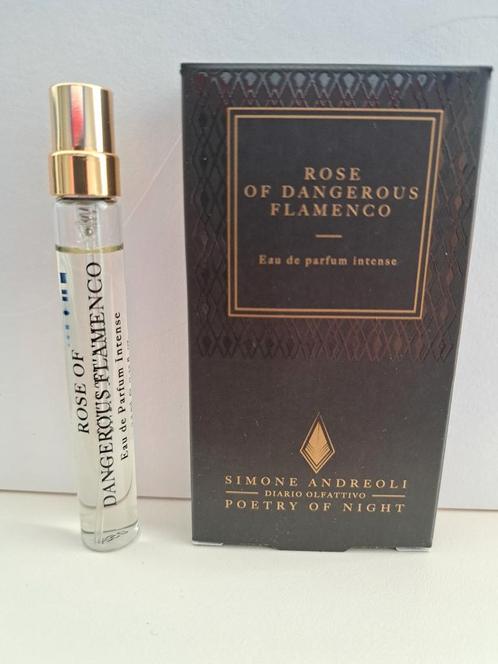 ROSE OF
DANGEROUS FLAMENCO
Eau de Parfum Intense
ROSE
OF DANGEROUS
FLAMENCO
Eau de parfum intense
SIMONE ANDREOLI
DIARIO OLFATTIVO
POETRY OF NIGHT